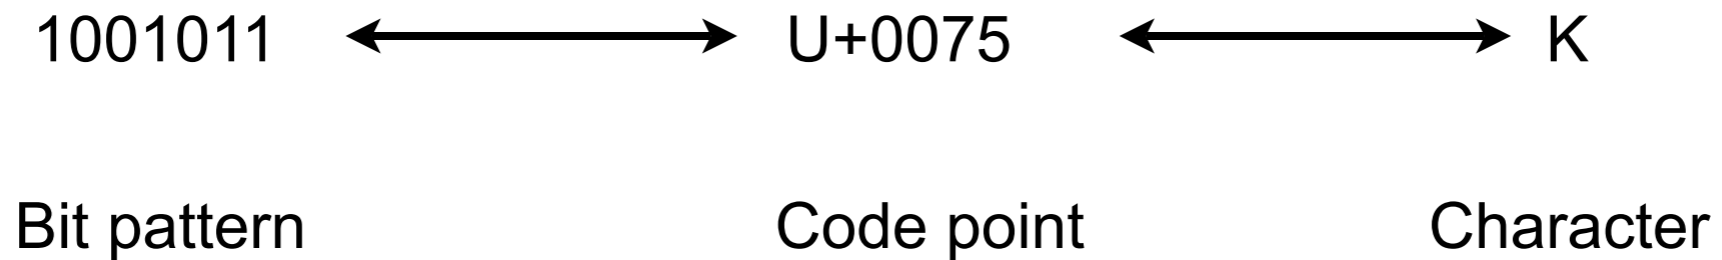 1001011 U+0075 K
Bit pattern Code point Character